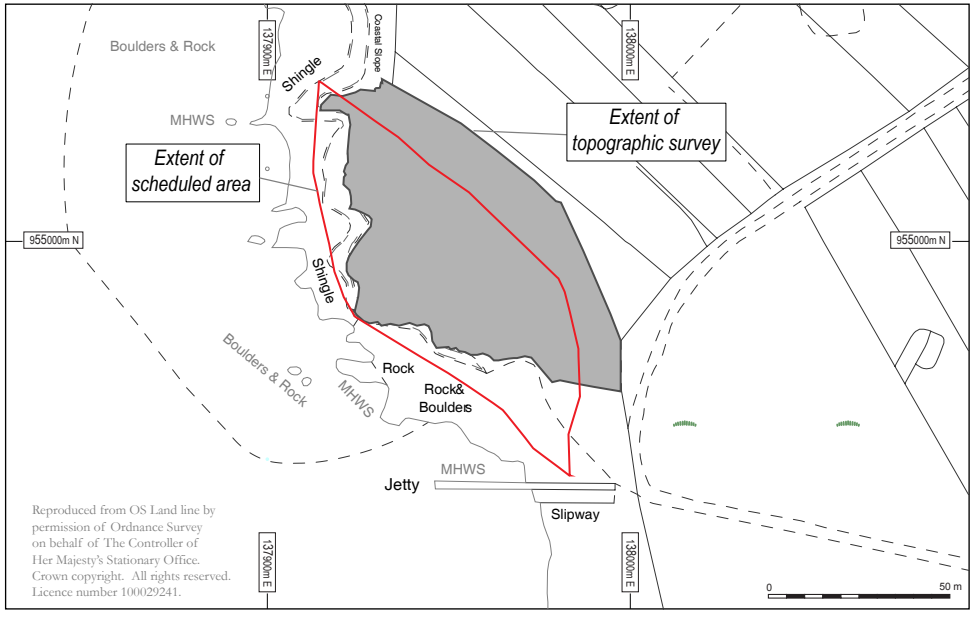 137900m E
138000m E
Coastal Slope
Boulders & Rock
Shingle
MHWS
Extent of
topographic survey
Extent of
scheduled area
955000m N
955000m N
Shingle
Boulders & Rock
MHWS
Rock
Rock&
Boulders
MHWS
Jetty
Slipway
Reproduced from OS Land line by
permission of Ordnance Survey
on behalf of The Controller of
Her Majesty's Stationary Office.
Crown copyright. All rights reserved.
Licence number 100029241.
137900m E
138000m E
0
50 m